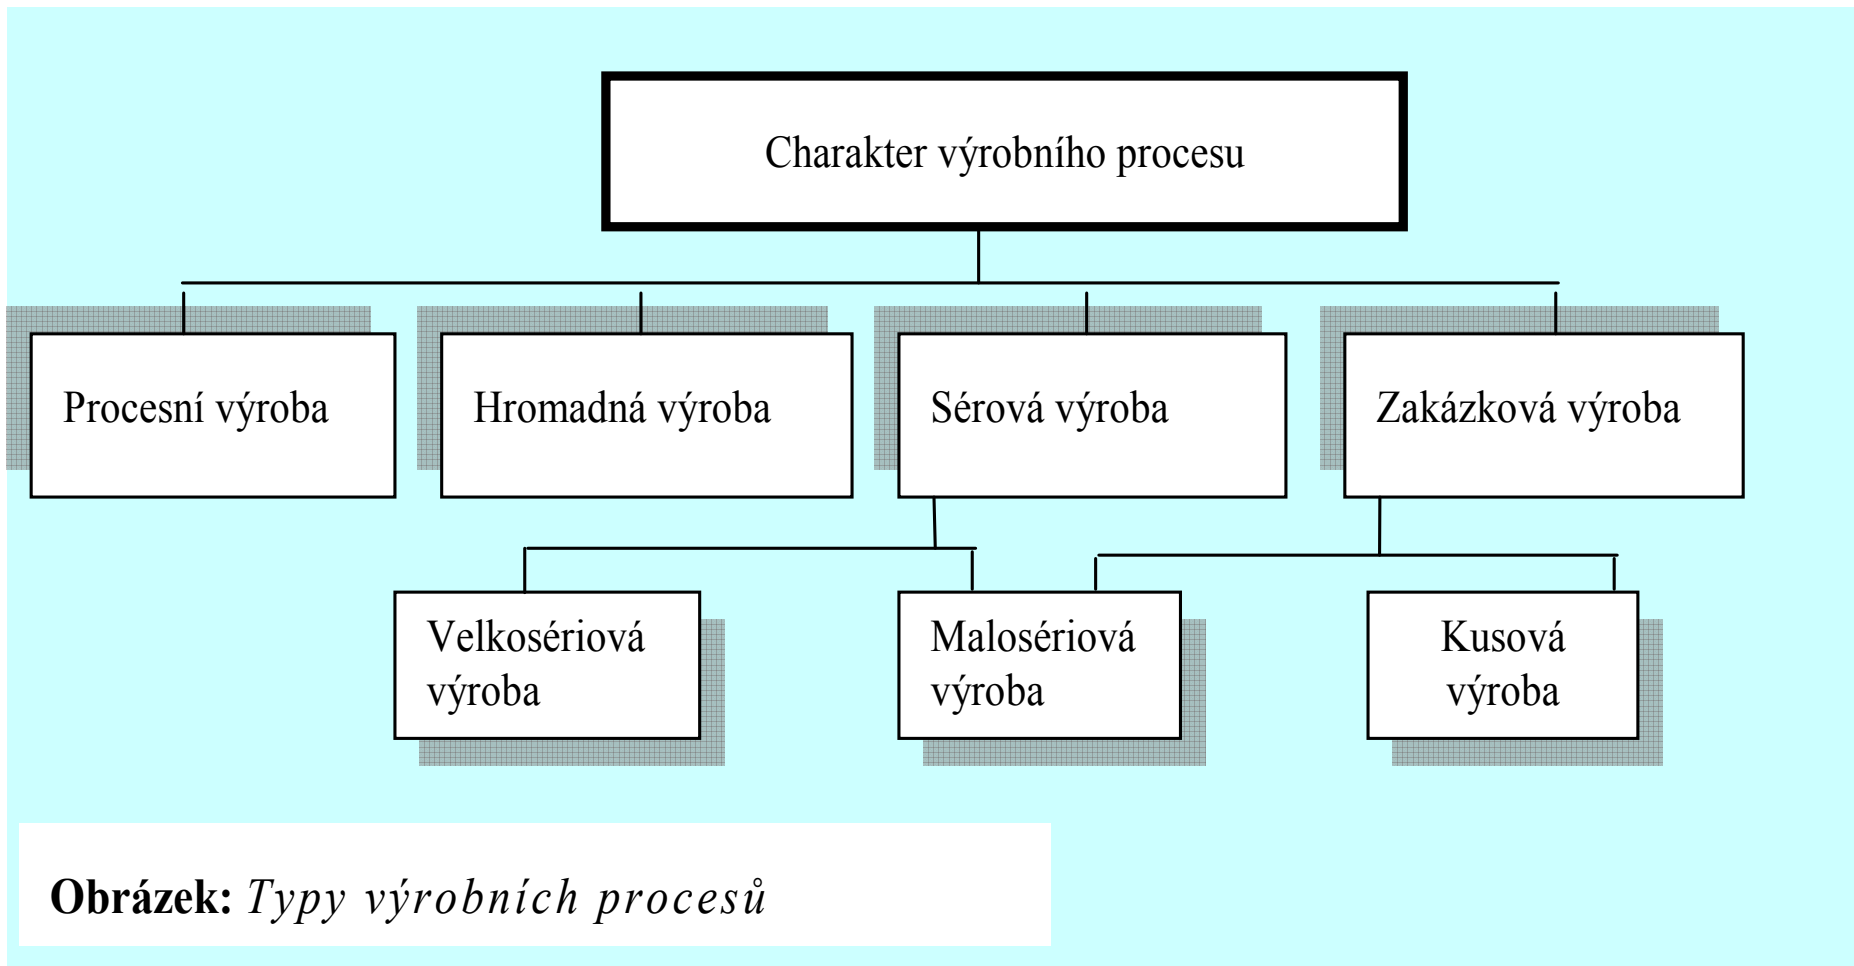 Charakter výrobního procesu
Procesní výroba
Hromadná výroba
Sérová výroba
Zakázková výroba
Velkosériová
výroba
Malosériová
výroba
Kusová
výroba
Obrázek: Typy výrobních procesů